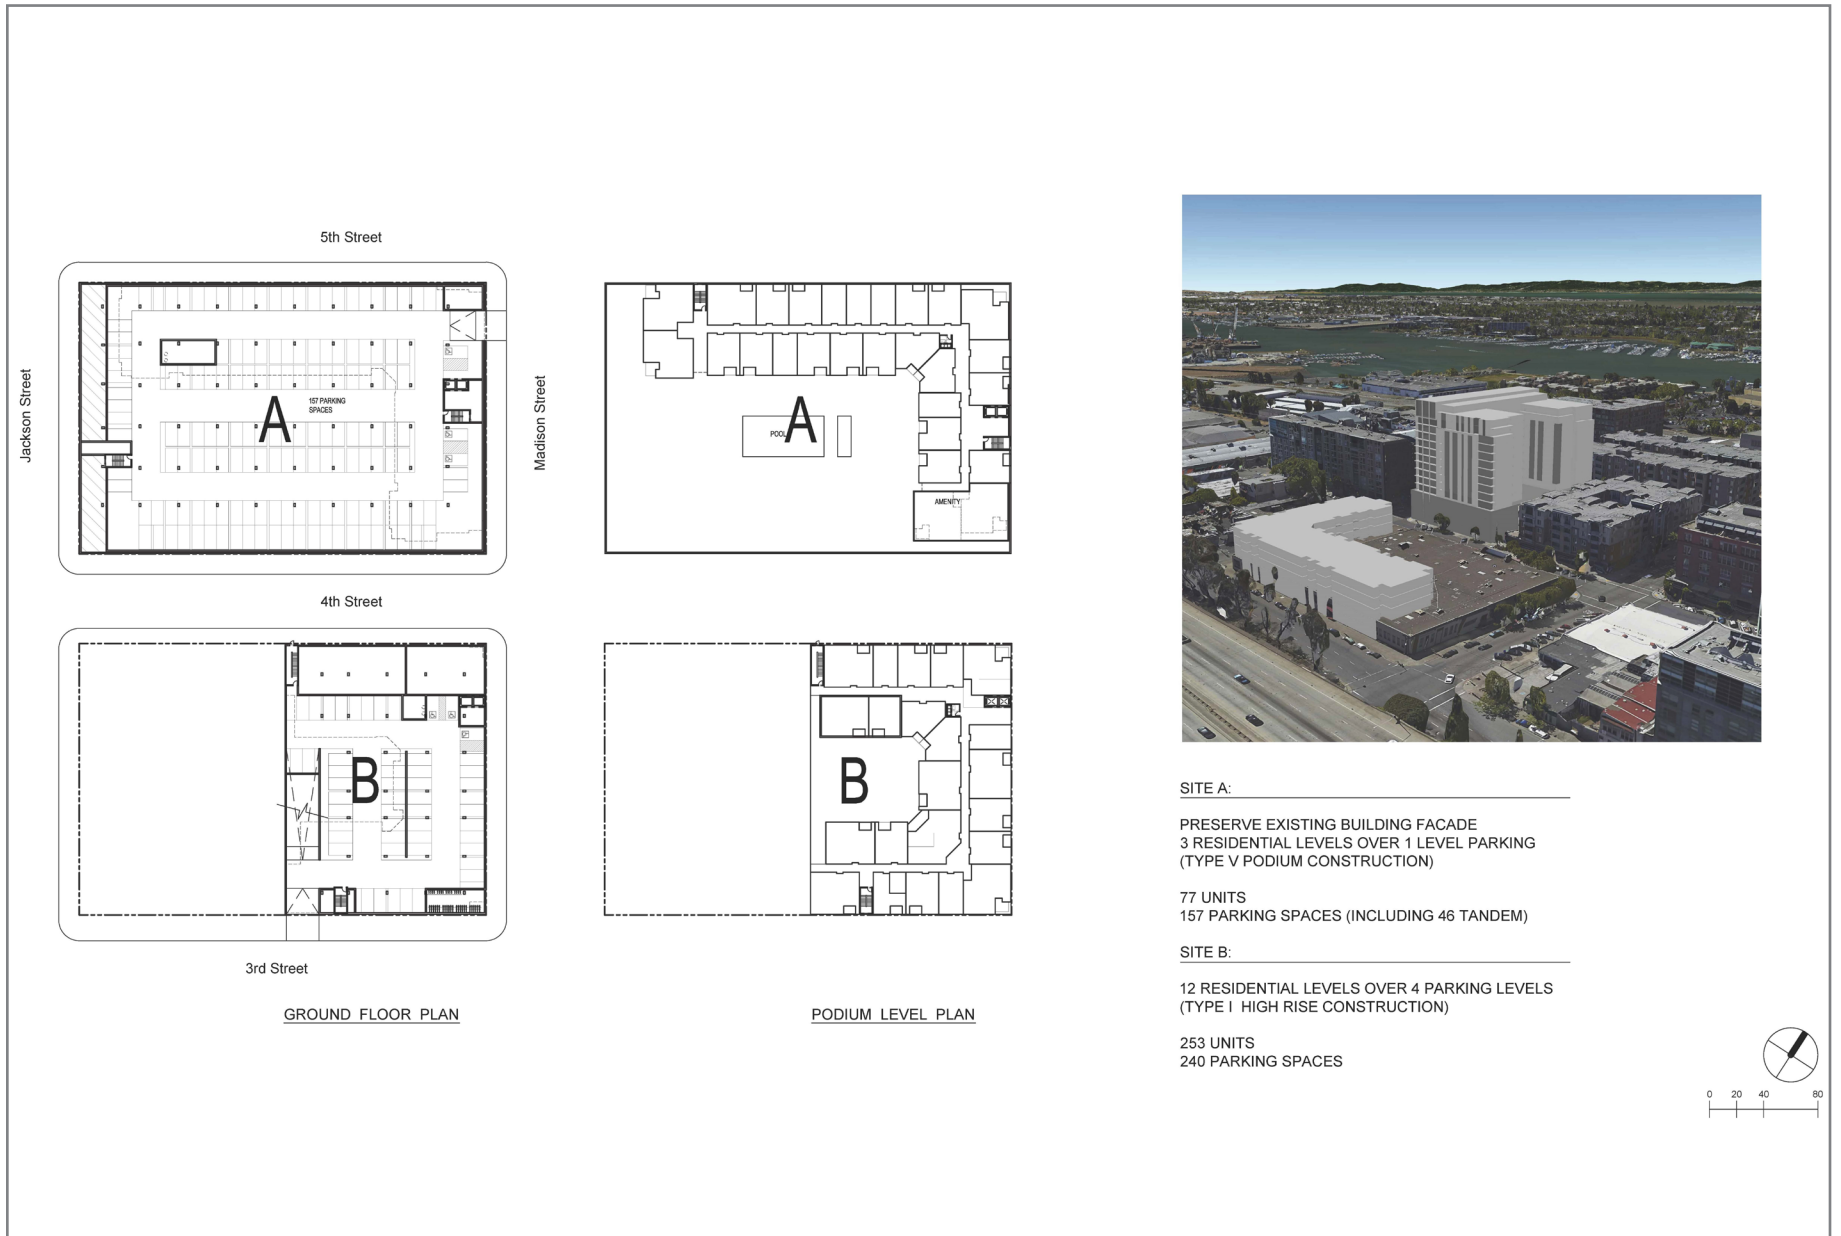 5th Street
Jackson Street
A
157 PARKING
SPACES
Madison Street
4th Street
B
3rd Street
GROUND FLOOR PLAN
POOL
A
AMENITY
B
PODIUM LEVEL PLAN
SITE A:
PRESERVE EXISTING BUILDING FACADE
3 RESIDENTIAL LEVELS OVER 1 LEVEL PARKING
(TYPE V PODIUM CONSTRUCTION)
77 UNITS
157 PARKING SPACES (INCLUDING 46 TANDEM)
SITE B:
12 RESIDENTIAL LEVELS OVER 4 PARKING LEVELS
(TYPE I HIGH RISE CONSTRUCTION)
253 UNITS
240 PARKING SPACES
0 20 40 80